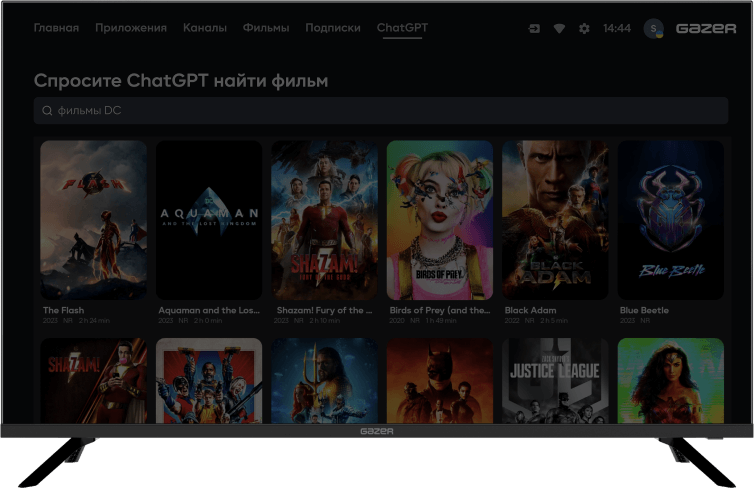 Главная Приложения Каналы Фильмы Подписки ChatGPT 14:44 S GAZER
Спросите ChatGPT найти фильм
фильмы DC
DC
AQUAMAN
AND THE LOST KINGDOM
SHAZAM!
FURY OF THE GODS
BIRDS OF PREY
BLACK
ADAM
Blue Beetle
The Flash Aquaman and the Los... Shazam! Fury of the ... Birds of Prey (and the... Black Adam Blue Beetle
2023 NR 2 h 24 min 2023 NR 2 h 0 min 2023 NR 2 h 10 min 2020 NR 1 h 48 min. 2022 NR 2 h 5 min 2023 NR
SHAZAM!
JUSTICE LEAGUE
GAZER